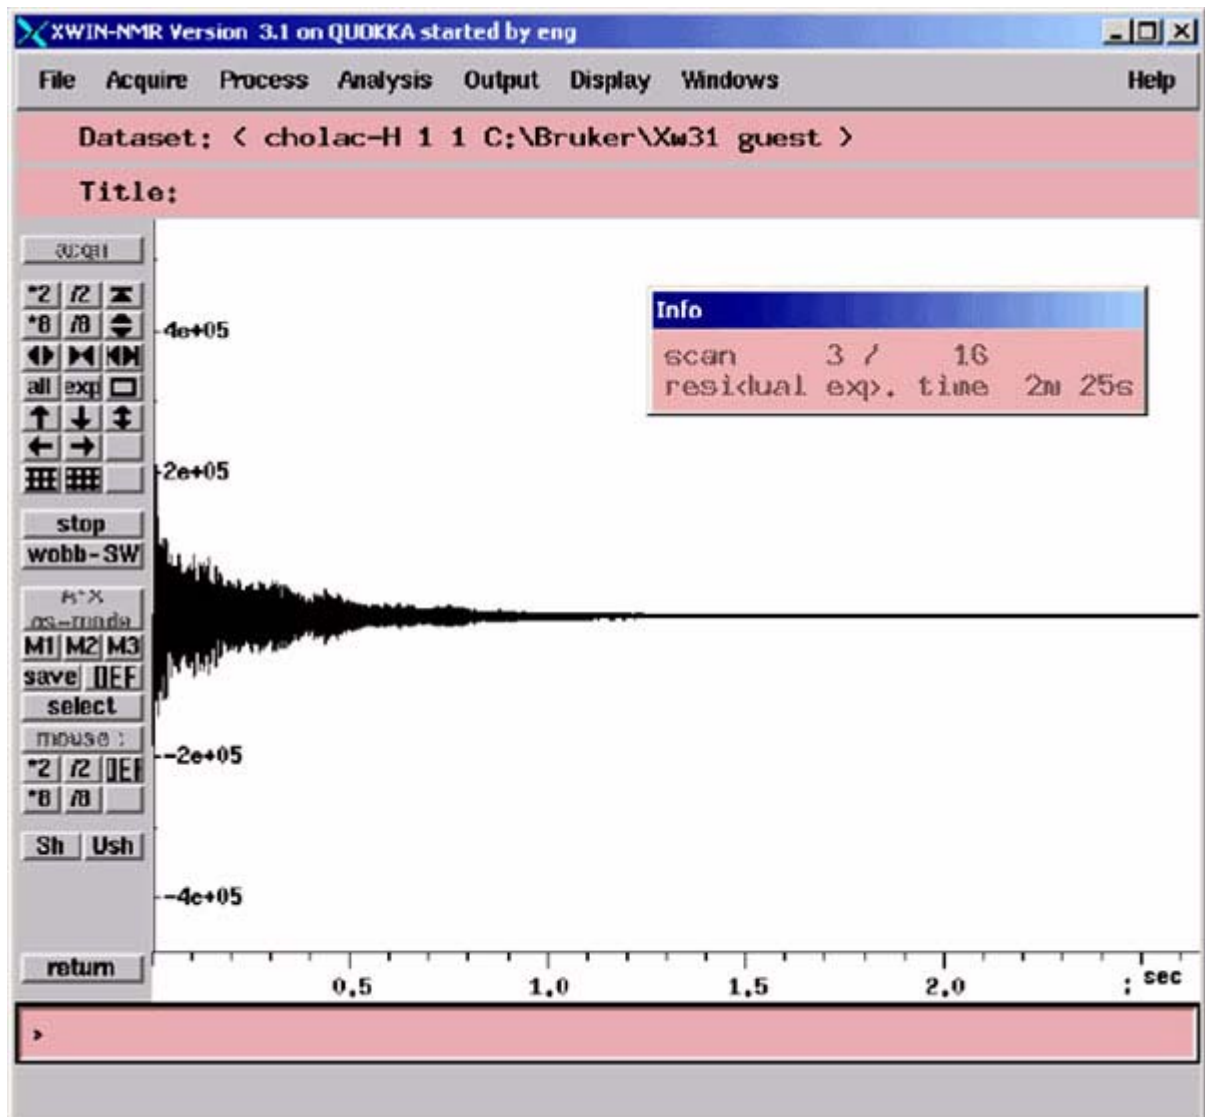 XWIN-NMR Version 3.1 on QUOKKA started by eng
File Acquire Process Analysis Output Display Windows Help
Dataset: < cholac-H 1 1 C:\Bruker\Xw31 guest >
Title:
acqu
*2 /2
*8 /8
all exp
stop
wobb-SW
M1 M2 M3
save DEF
select
mouse :
*2 /2 DEF
*8 /8
Sh Ush
return
4e+05
2e+05
-2e+05
-4e+05
Info
scan 3 / 16
residual exp. time 2m 25s
0.5 1.0 1.5 2.0 : sec
>